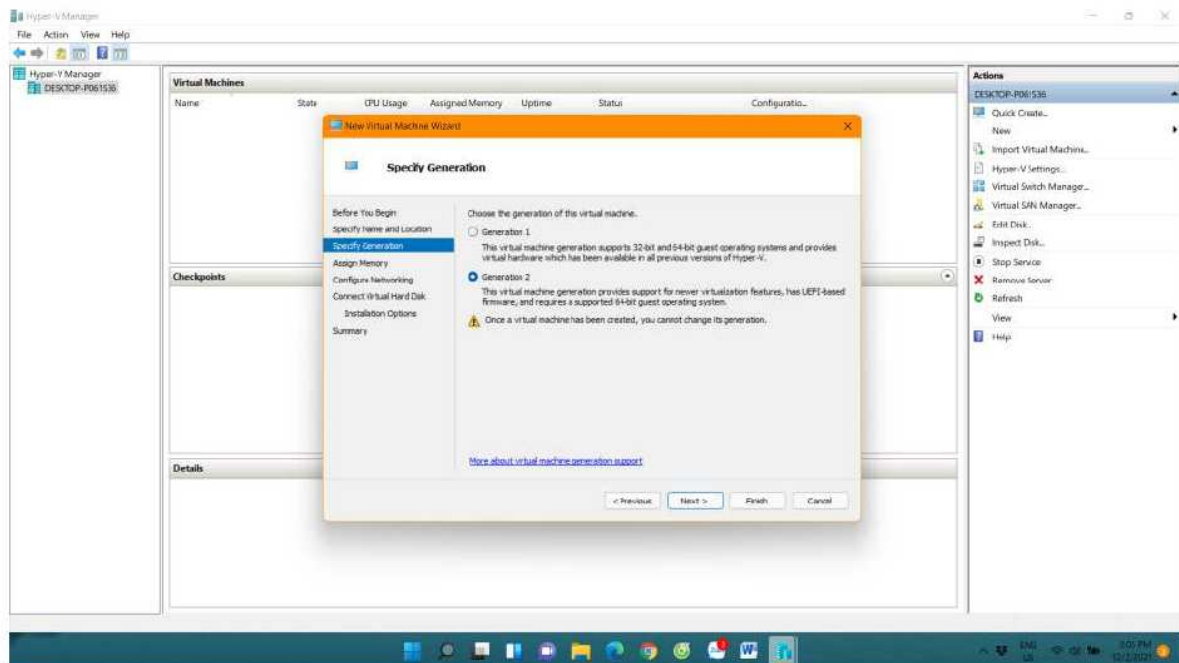 Hyper-V Manager
File Action View Help
Hyper-V Manager
DESKTOP-P061536
Virtual Machines
Name State CPU Usage Assigned Memory Uptime Status Configuratio...
Checkpoints
Details
New Virtual Machine Wizard
Specify Generation
Before You Begin
Specify Name and Location
Specify Generation
Assign Memory
Configure Networking
Connect Virtual Hard Disk
Installation Options
Summary
Choose the generation of this virtual machine.
Generation 1
This virtual machine generation supports 32-bit and 64-bit guest operating systems and provides
virtual hardware which has been available in all previous versions of Hyper-V.
Generation 2
This virtual machine generation provides support for newer virtualization features, has UEFI-based
firmware, and requires a supported 64-bit guest operating system.
Once a virtual machine has been created, you cannot change its generation.
More about virtual machine generation support
< Previous Next > Finish Cancel
Actions
DESKTOP-P061536
Quick Create...
New
Import Virtual Machine...
Hyper-V Settings...
Virtual Switch Manager...
Virtual SAN Manager...
Edit Disk...
Inspect Disk...
Stop Service
Remove Server
Refresh
View
Help
ENG
US
3:05 PM